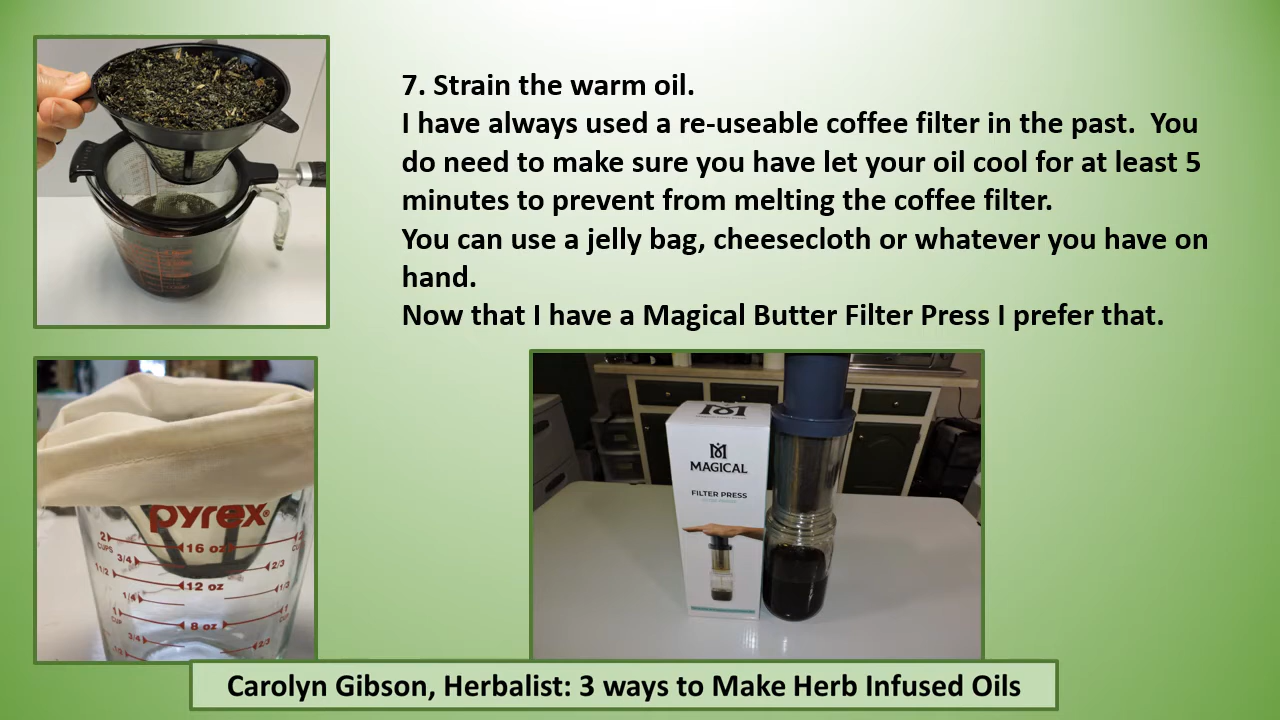 7. Strain the warm oil.
I have always used a re-useable coffee filter in the past.  You
do need to make sure you have let your oil cool for at least 5
minutes to prevent from melting the coffee filter.
You can use a jelly bag, cheesecloth or whatever you have on
hand.
Now that I have a Magical Butter Filter Press I prefer that.
pyrex®
2 CUPS 16 oz
3/4 2/3
1 1/2 12 oz 1/3
1/4
1 CUP 8 oz 1
3/4 2/3
MAGICAL
FILTER PRESS
Carolyn Gibson, Herbalist: 3 ways to Make Herb Infused Oils